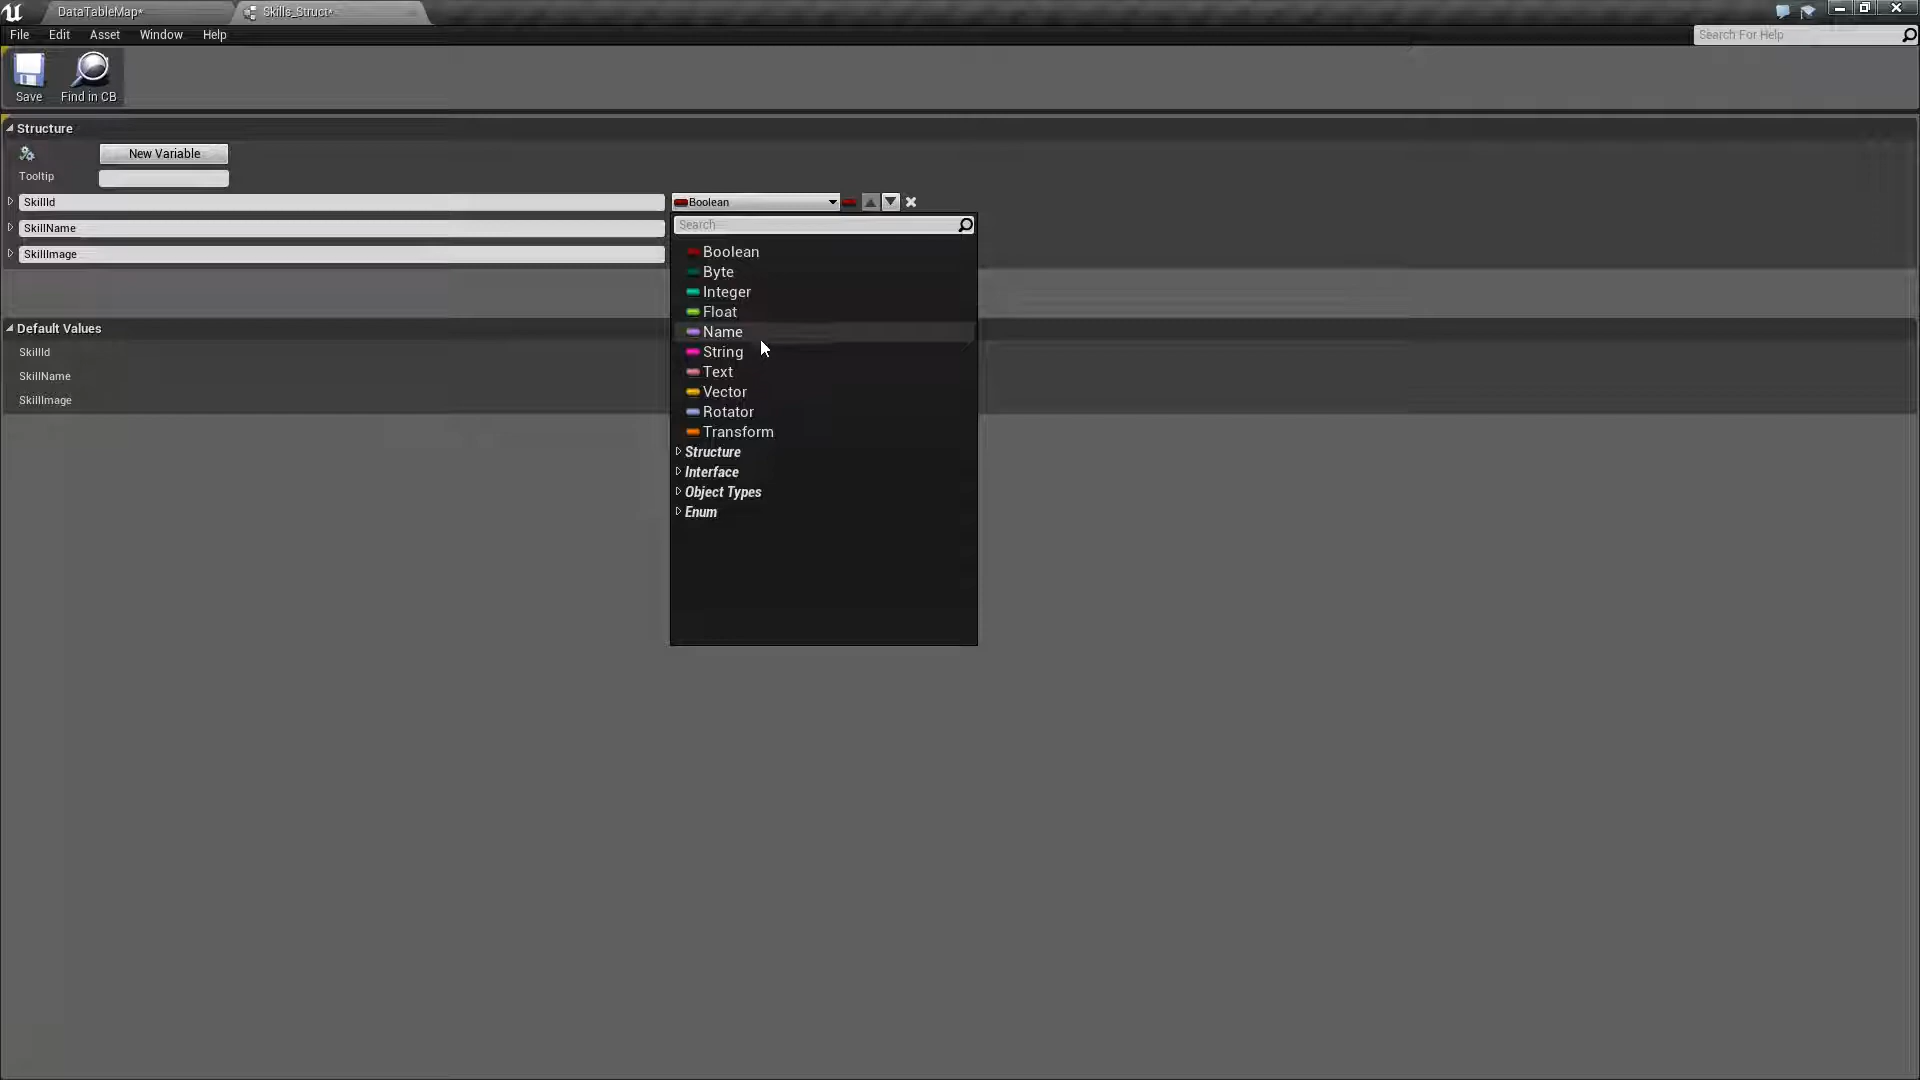 DataTableMap*
Skills_Struct*
File Edit Asset Window Help
Search For Help
Save Find in CB
Structure
New Variable
Tooltip
SkillId
Boolean
SkillName
SkillImage
Search
Boolean
Byte
Integer
Float
Name
String
Text
Vector
Rotator
Transform
Structure
Interface
Object Types
Enum
Default Values
SkillId
SkillName
SkillImage